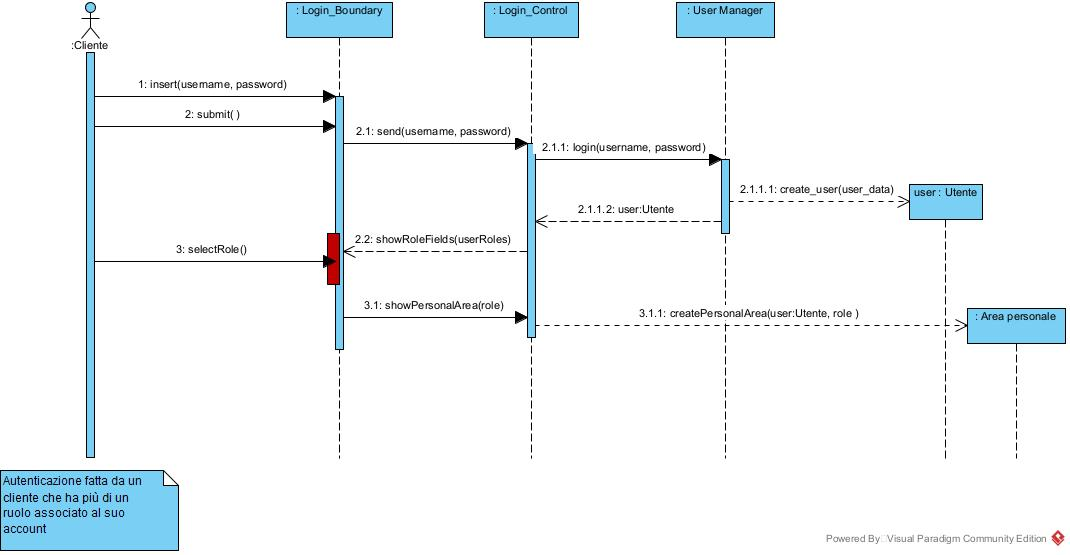 : Login_Boundary
: Login_Control
: User Manager
:Cliente
1: insert(username, password)
2: submit( )
2.1: send(username, password)
2.1.1: login(username, password)
2.1.1.1: create_user(user_data)
user : Utente
2.1.1.2: user:Utente
2.2: showRoleFields(userRoles)
3: selectRole()
3.1: showPersonalArea(role)
3.1.1: createPersonalArea(user:Utente, role )
: Area personale
Autenticazione fatta da un
cliente che ha più di un
ruolo associato al suo
account
Powered By Visual Paradigm Community Edition